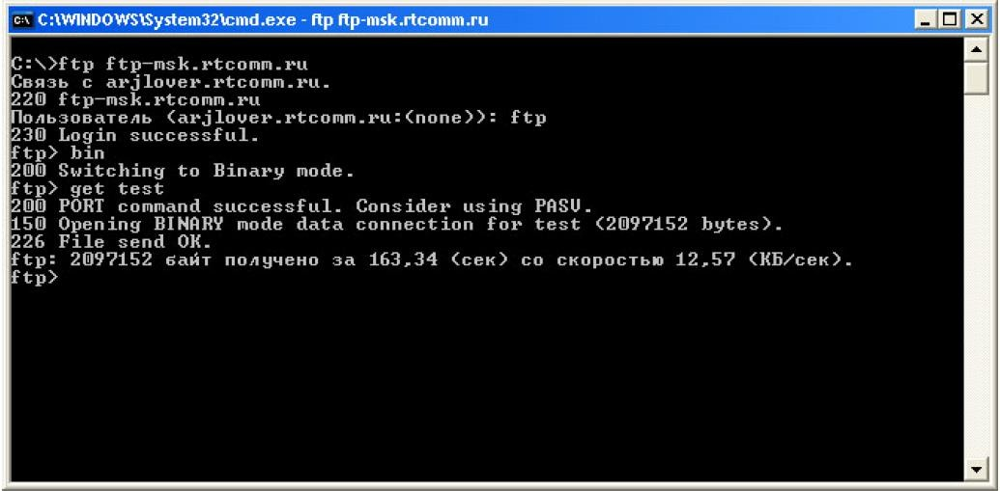 C:\WINDOWS\System32\cmd.exe - ftp ftp-msk.rtcomm.ru
C:\>ftp ftp-msk.rtcomm.ru
Связь с arjlover.rtcomm.ru.
220 ftp-msk.rtcomm.ru
Пользователь (arjlover.rtcomm.ru:(none)): ftp
230 Login successful.
ftp> bin
200 Switching to Binary mode.
ftp> get test
200 PORT command successful. Consider using PASV.
150 Opening BINARY mode data connection for test (2097152 bytes).
226 File send OK.
ftp: 2097152 байт получено за 163,34 (сек) со скоростью 12,57 (КБ/сек).
ftp>